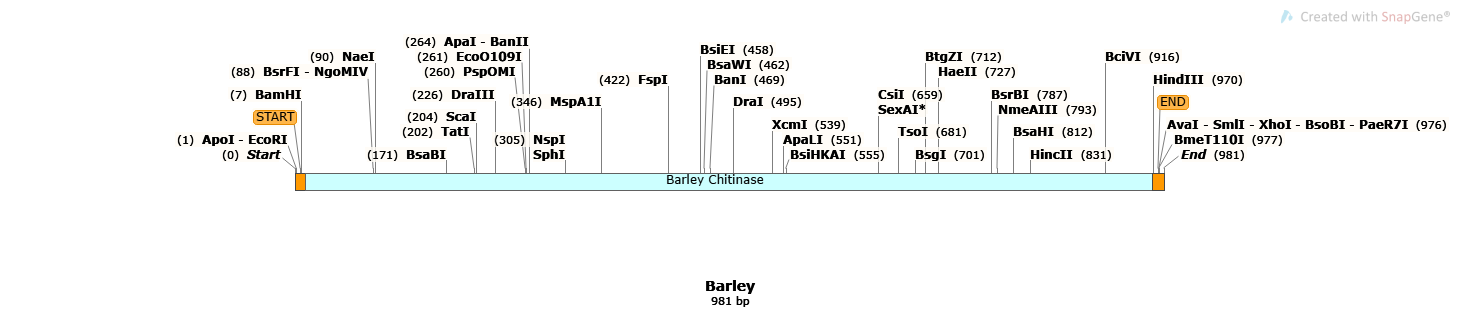 Created with SnapGene®
(264) ApaI - BanII
(261) EcoO109I
(90) NaeI
(260) PspOMI
(88) BsrFI - NgoMIV
(422) FspI
(7) BamHI
(226) DraIII
(346) MspA1I
START
(204) ScaI
(202) TatI
(1) ApoI - EcoRI
(305) NspI
SphI
(0) Start
(171) BsaBI
BsiEI (458)
BsaWI (462)
BanI (469)
DraI (495)
XcmI (539)
ApaLI (551)
BsiHKAI (555)
CsiI (659)
SexAI*
TsoI (681)
BsgI (701)
BtgZI (712)
HaeII (727)
BsrBI (787)
NmeAIII (793)
BsaHI (812)
HincII (831)
BciVI (916)
HindIII (970)
END
AvaI - SmlI - XhoI - BsoBI - PaeR7I (976)
BmeT110I (977)
End (981)
Barley Chitinase
Barley
981 bp